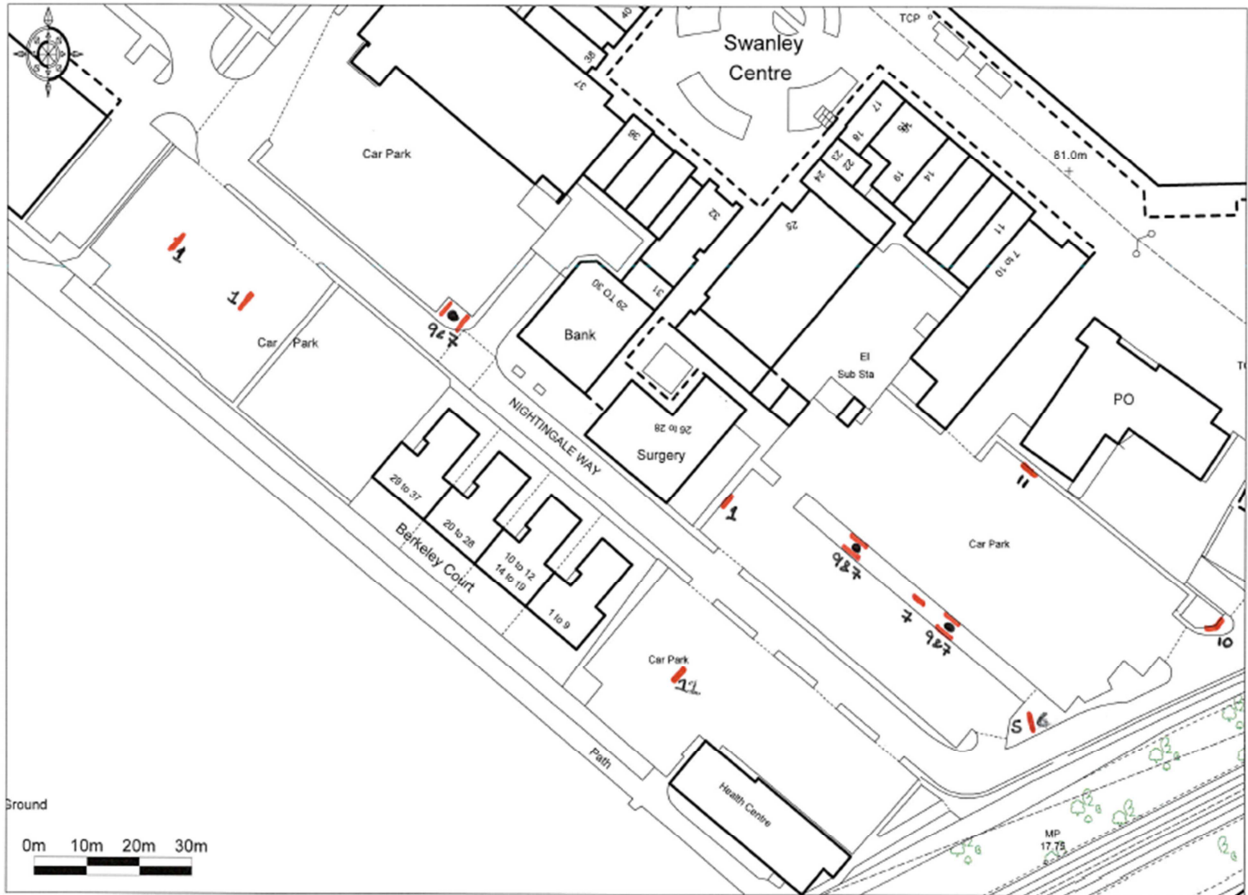 40
38
37
TCP
Swanley
Centre
17
18
16
23
22
24
19
14
81.0m
36
Car Park
32
25
11
7 to 10
31
29 TO 30
1
1
9&7
Bank
Car Park
El
Sub Sta
PO
NIGHTINGALE WAY
26 to 28
Surgery
11
29 to 37
20 to 28
10 to 12
14 to 19
1 to 9
Berkeley Court
1
9&7
Car Park
7
9&7
10
Car Park
12
5
6
Path
Health Centre
Ground
0m 10m 20m 30m
MP
17.75